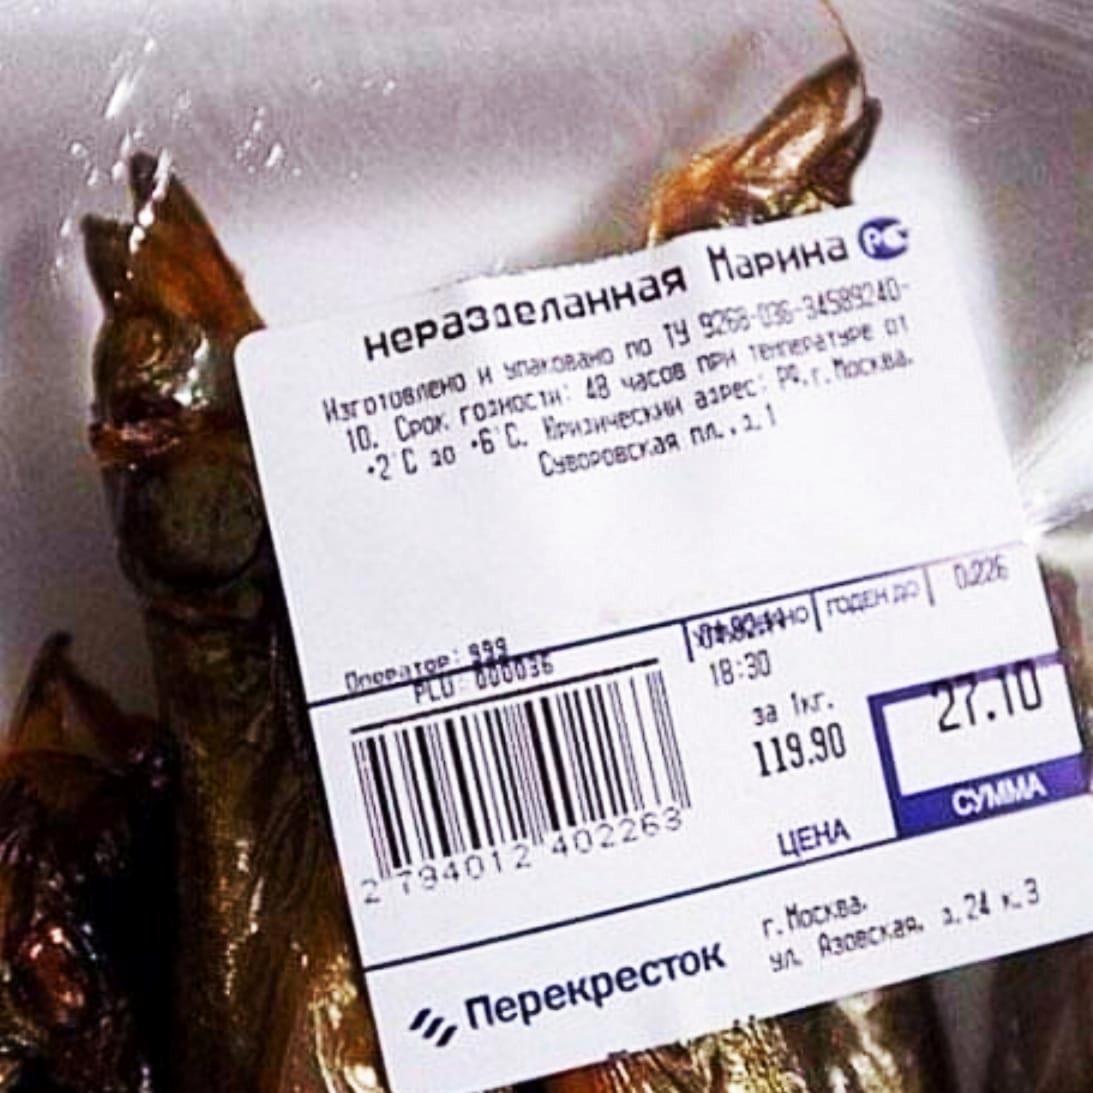 неразделанная Марина РС
Изготовлено и упаковано по ТУ 9268-036-34589240-
10. Срок годности: 48 часов при температуре от
+2°С до +6°С. Юридический адрес: РФ, г.Москва,
Суворовская пл., д.1
Оператор: 999
PLU: 000036
ГОДЕН ДО
0.226
18:30
за 1кг.
119.90
27.10
ЦЕНА
СУММА
2 794012 402263
Перекресток
г.Москва,
ул. Азовская, д.24 к.3